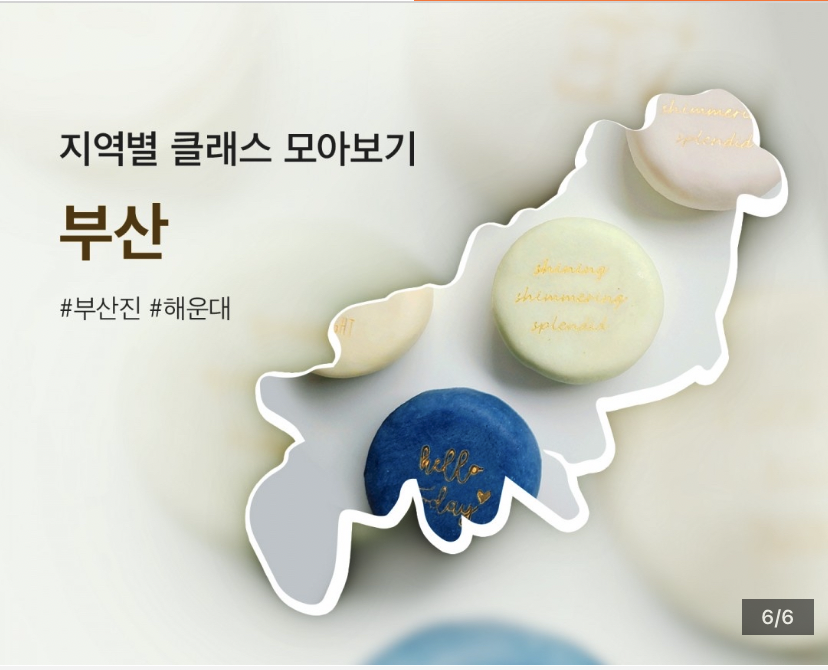 지역별 클래스 모아보기
부산
#부산진 #해운대
shining
shimmering
splendid
hello
6/6